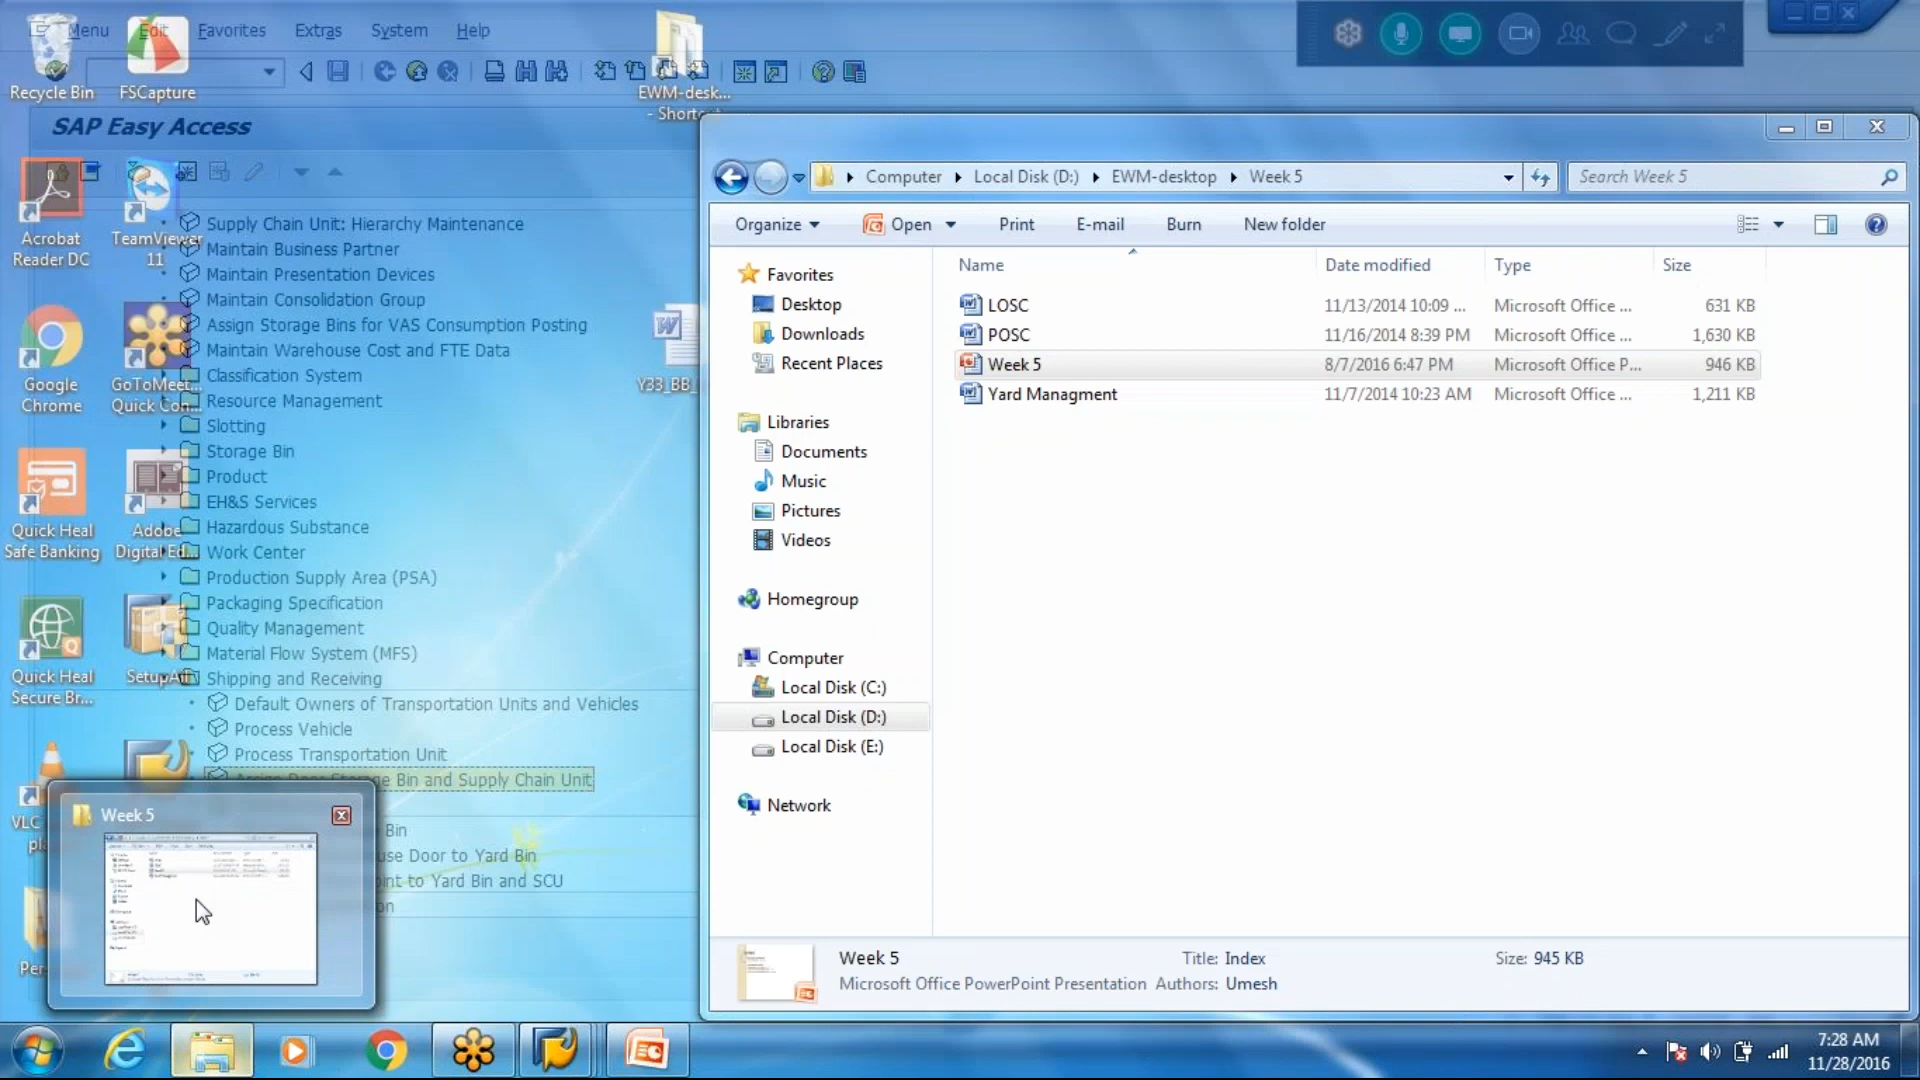 Menu Edit Favorites Extras System Help
SAP Easy Access
Recycle Bin
FSCapture
EWM-desk...
- Shortc
Acrobat
Reader DC
TeamViewer
11
Google
Chrome
GoToMeet...
Quick Con...
Y33_BB_
Quick Heal
Safe Banking
Adobe
Digital Ed...
Quick Heal
Secure Br...
SetupAll
VLC
Supply Chain Unit: Hierarchy Maintenance
Maintain Business Partner
Maintain Presentation Devices
Maintain Consolidation Group
Assign Storage Bins for VAS Consumption Posting
Maintain Warehouse Cost and FTE Data
Classification System
Resource Management
Slotting
Storage Bin
Product
EH&S Services
Hazardous Substance
Work Center
Production Supply Area (PSA)
Packaging Specification
Quality Management
Material Flow System (MFS)
Shipping and Receiving
Default Owners of Transportation Units and Vehicles
Process Vehicle
Process Transportation Unit
Assign Door Storage Bin and Supply Chain Unit
Bin
use Door to Yard Bin
int to Yard Bin and SCU
on
Week 5
Computer Local Disk (D:) EWM-desktop Week 5
Search Week 5
Organize Open Print E-mail Burn New folder
Favorites
Desktop
Downloads
Recent Places
Libraries
Documents
Music
Pictures
Videos
Homegroup
Computer
Local Disk (C:)
Local Disk (D:)
Local Disk (E:)
Network
Name Date modified Type Size
LOSC 11/13/2014 10:09 ... Microsoft Office ... 631 KB
POSC 11/16/2014 8:39 PM Microsoft Office ... 1,630 KB
Week 5 8/7/2016 6:47 PM Microsoft Office P... 946 KB
Yard Managment 11/7/2014 10:23 AM Microsoft Office ... 1,211 KB
Week 5 Title: Index Size: 945 KB
Microsoft Office PowerPoint Presentation Authors: Umesh
7:28 AM
11/28/2016